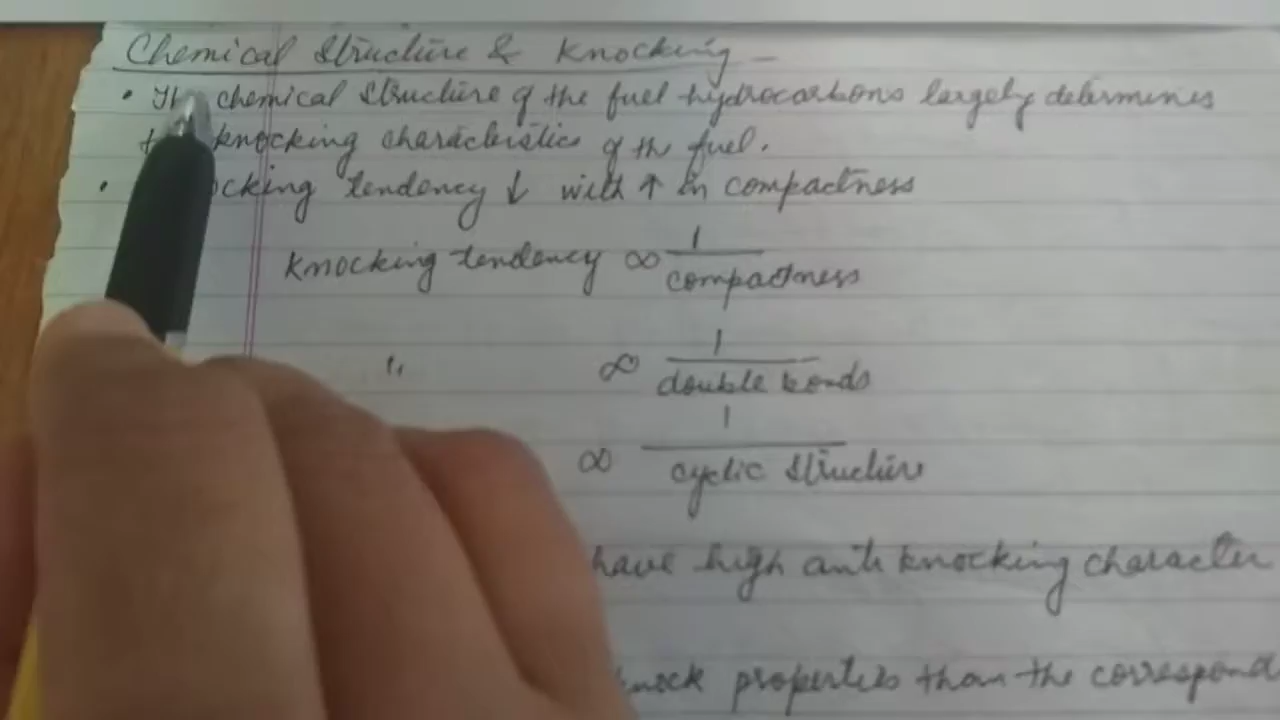 Chemical Structure & Knocking -
• The chemical structure of the fuel hydrocarbons largely determines
knocking characteristics of the fuel.
• tendency ↓ with ↑ in compactness
Knocking tendency ∝ 1/compactness
" ∝ 1/double bonds
∝ 1/cyclic structure
have high anti knocking character
properties than the correspond